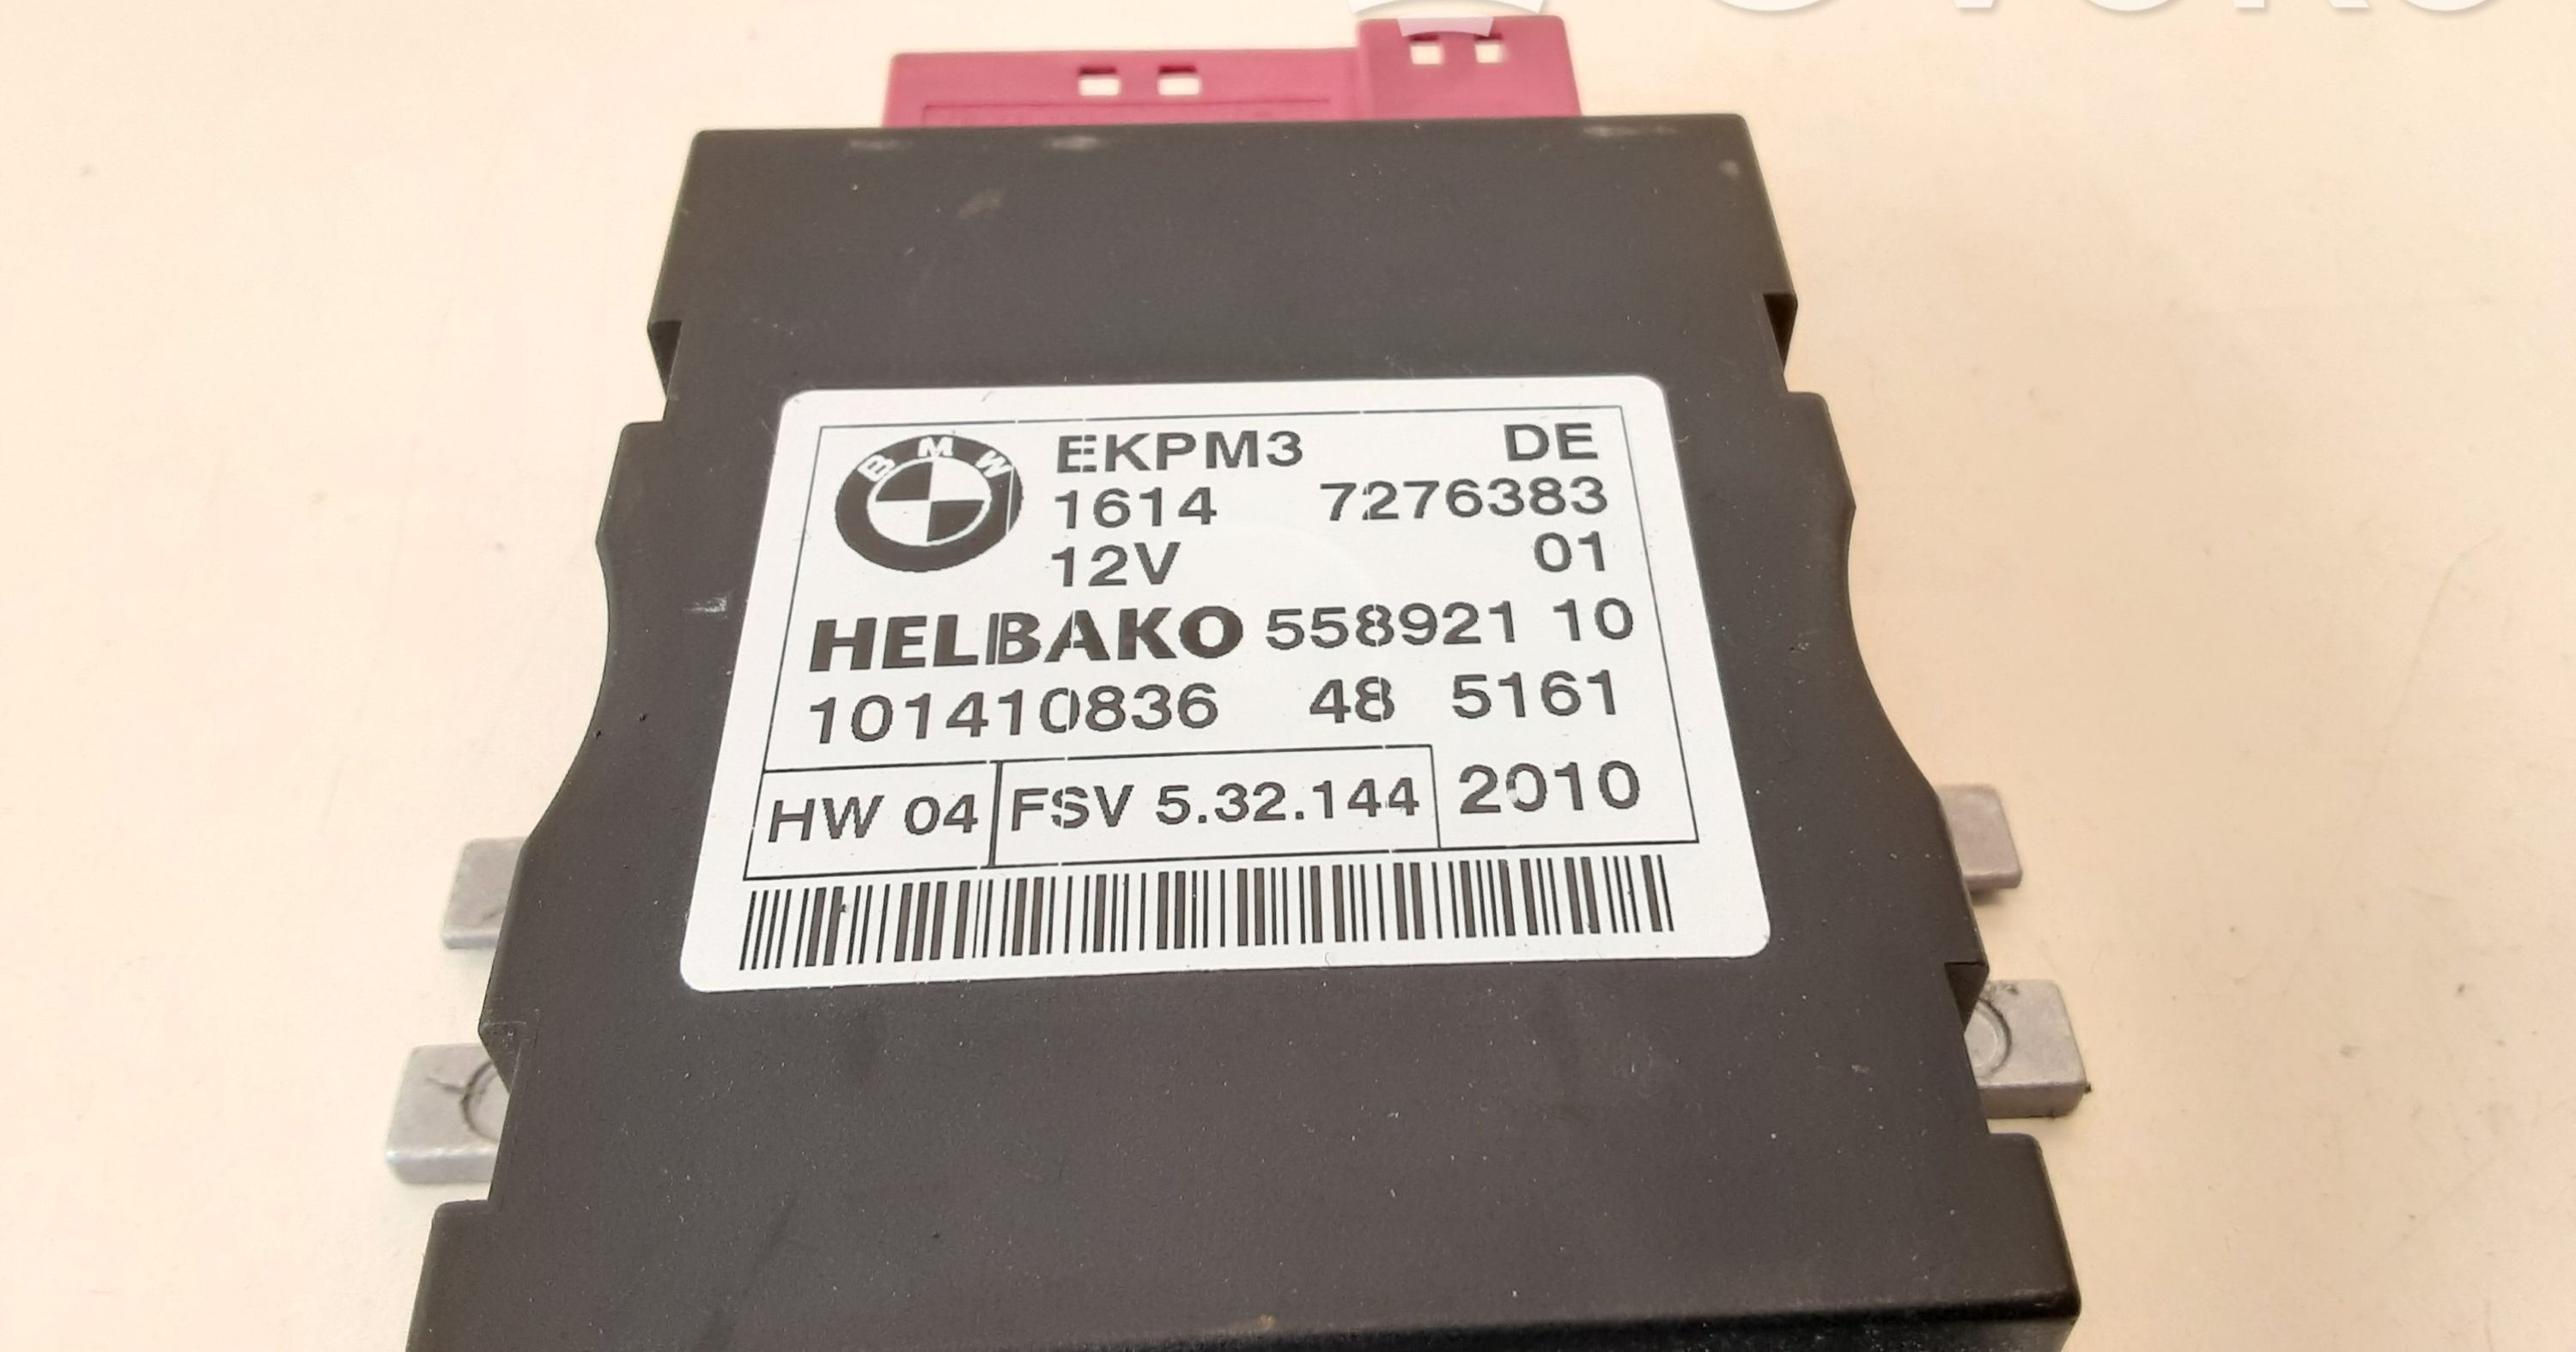 BMW EKPM3 DE
1614 7276383
12V 01
HELBAKO 558921 10
101410836 48 5161
HW 04 FSV 5.32.144 2010